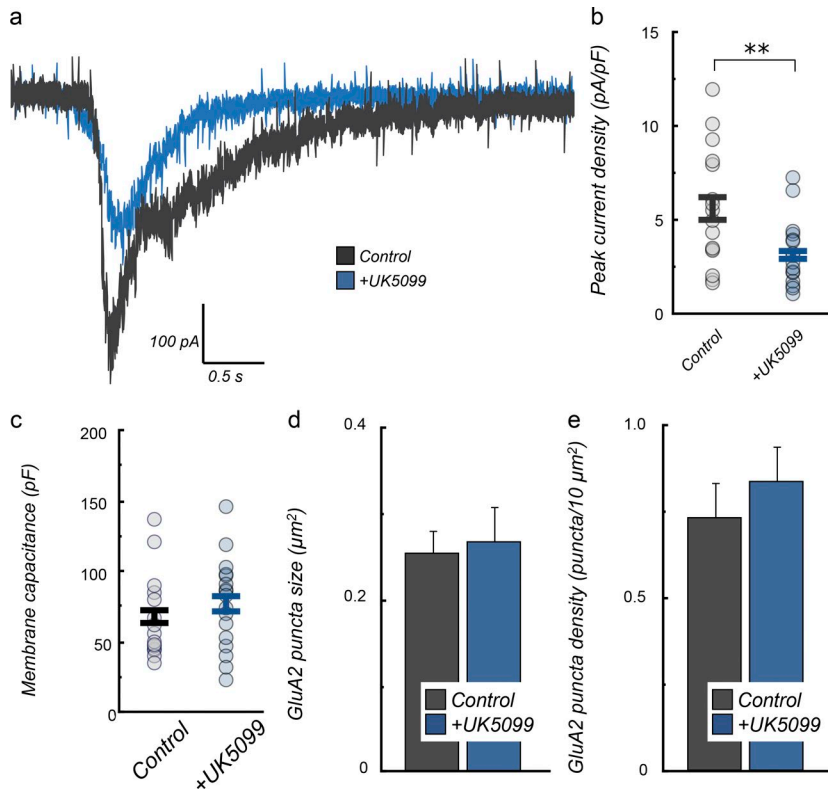 a
Control
+UK5099
100 pA
0.5 s
b
**
Peak current density (pA/pF)
15
10
5
0
Control
+UK5099
c
Membrane capacitance (pF)
200
150
100
50
0
Control
+UK5099
d
GluA2 puncta size (µm²)
0.4
0.2
0
Control
+UK5099
e
GluA2 puncta density (puncta/10 µm²)
1.0
0.5
0
Control
+UK5099